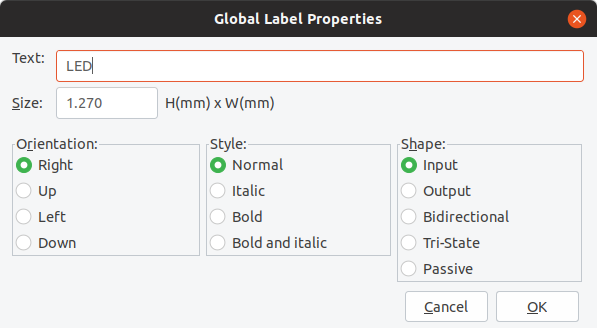 Global Label Properties
Text: LED
Size: 1.270 H(mm) x W(mm)
Orientation: Style: Shape:
Right Normal Input
Up Italic Output
Left Bold Bidirectional
Down Bold and italic Tri-State
Passive
Cancel OK